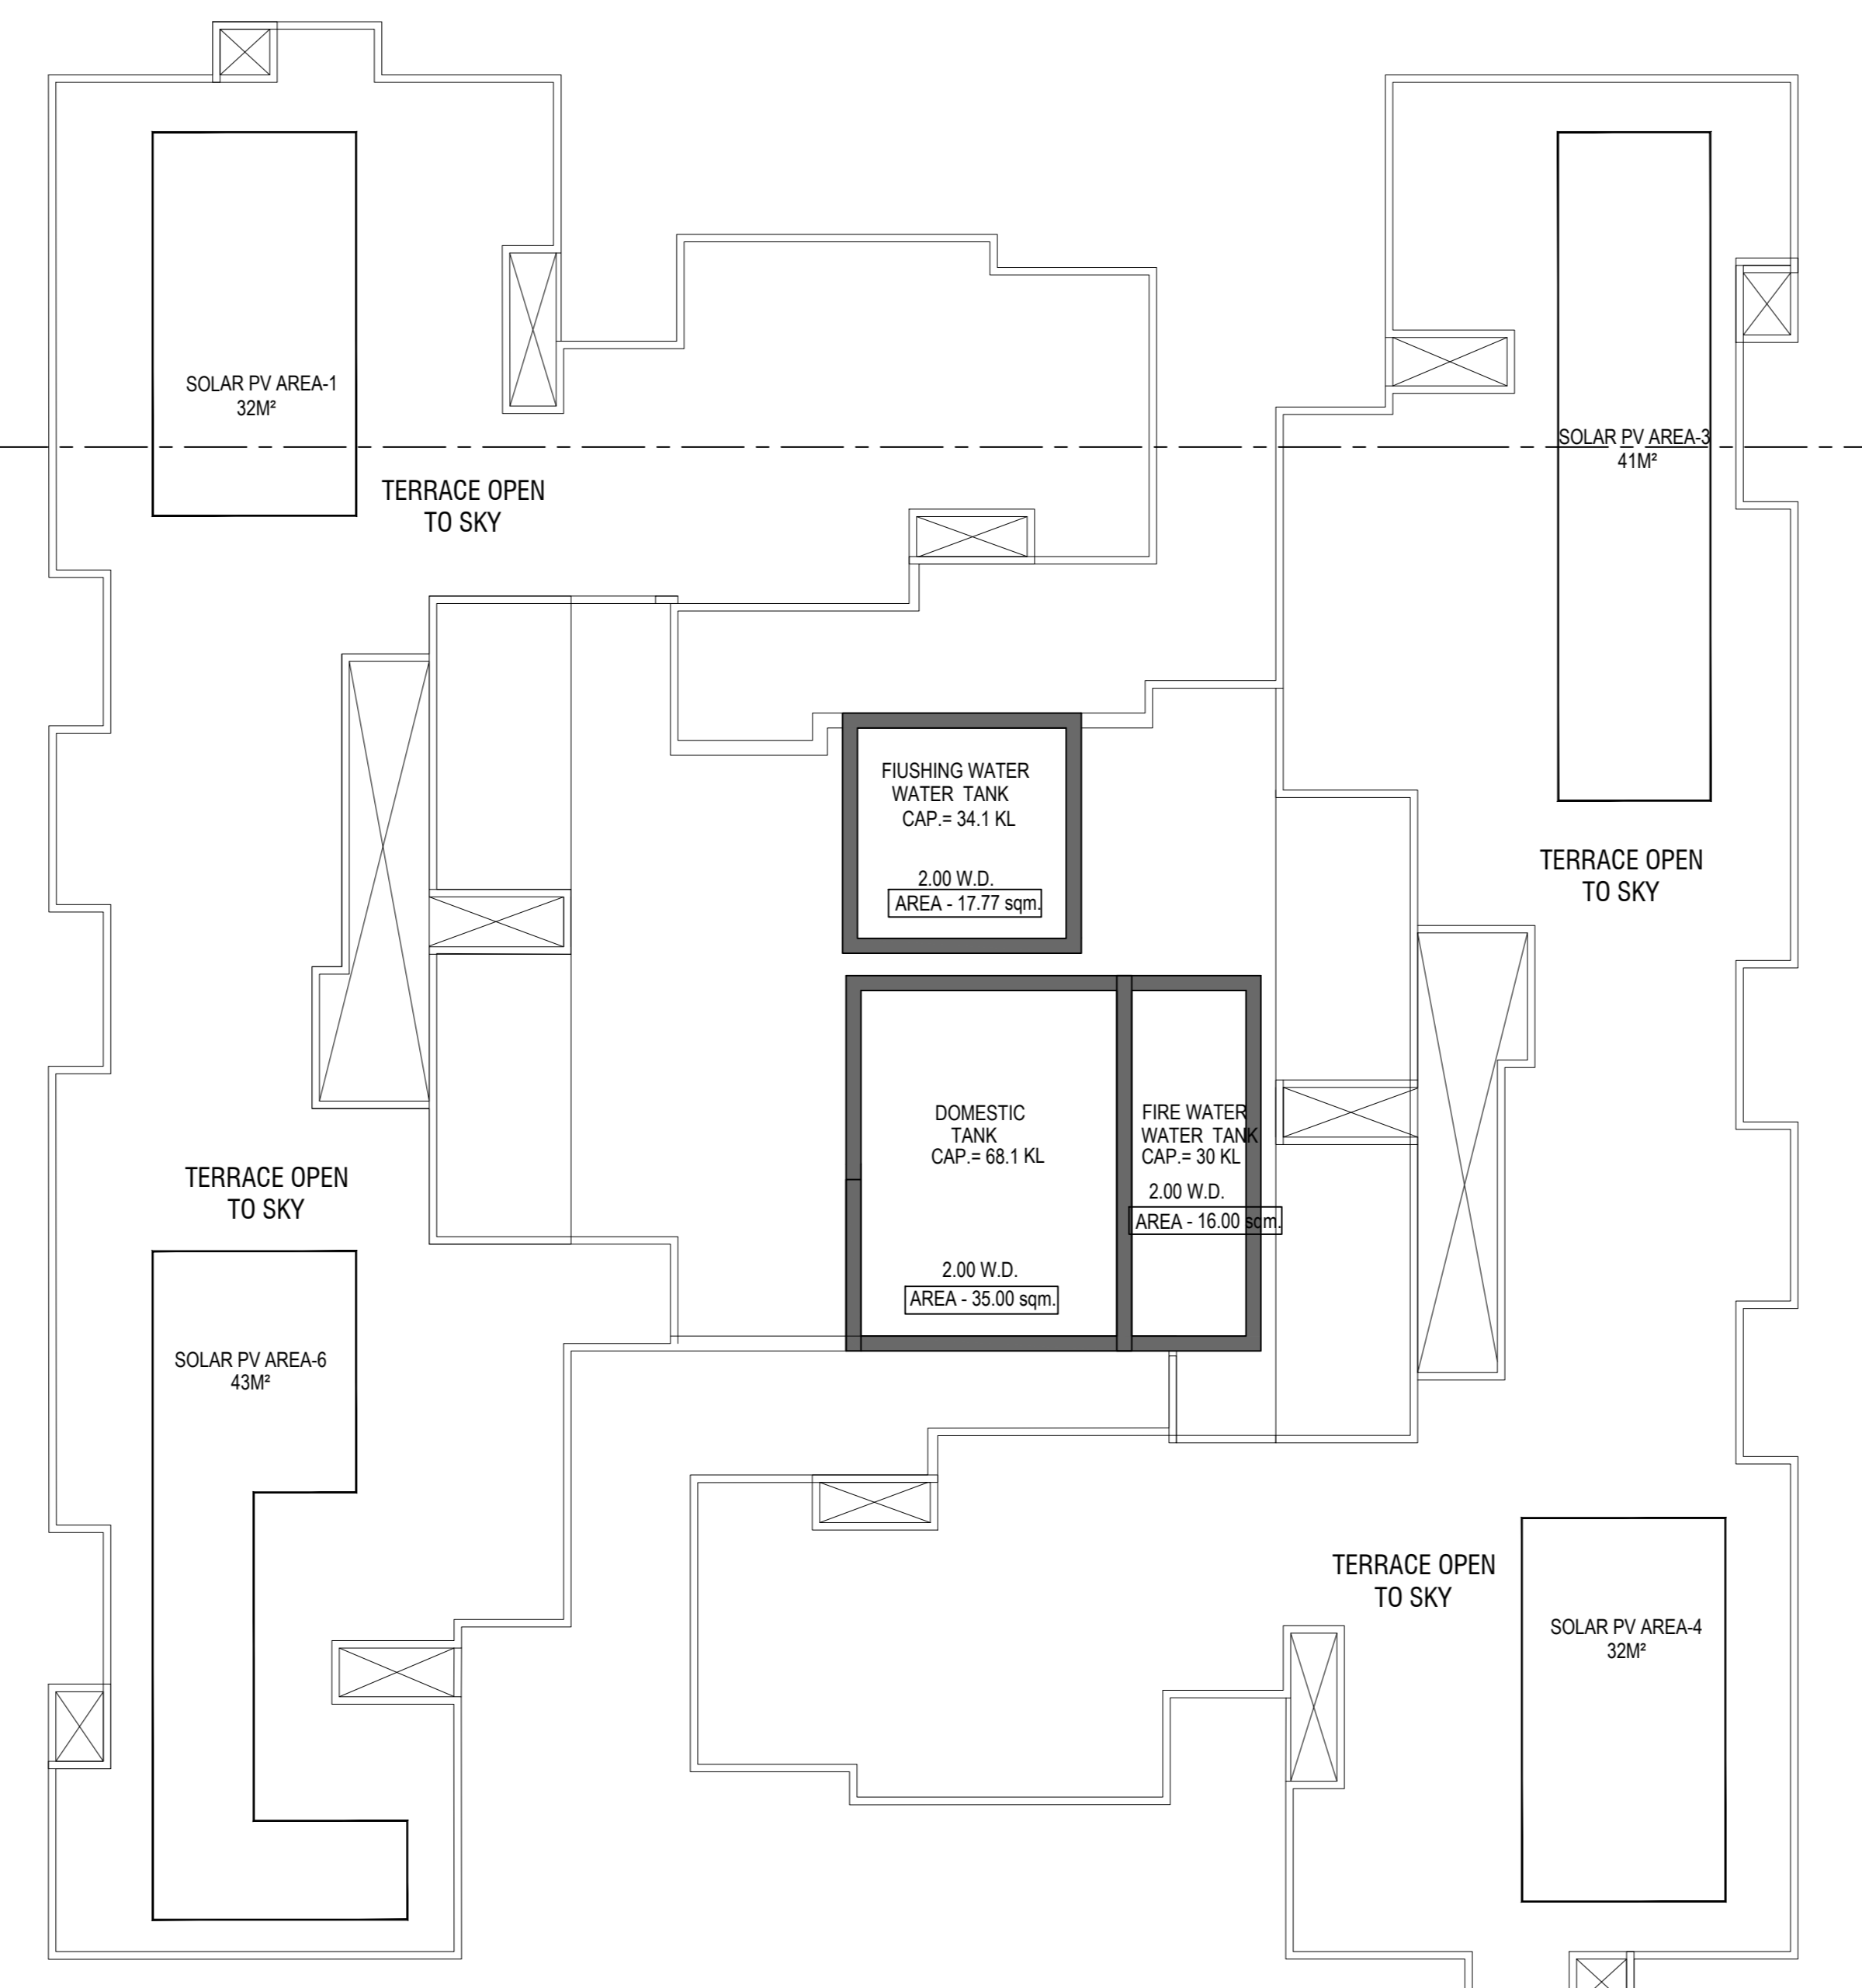 SOLAR PV AREA-1
32M²
TERRACE OPEN
TO SKY
SOLAR PV AREA-3
41M²
FIUSHING WATER
WATER TANK
CAP.= 34.1 KL
2.00 W.D.
AREA - 17.77 sqm.
TERRACE OPEN
TO SKY
DOMESTIC
TANK
CAP.= 68.1 KL
2.00 W.D.
AREA - 35.00 sqm.
FIRE WATER
WATER TANK
CAP.= 30 KL
2.00 W.D.
AREA - 16.00 sqm.
TERRACE OPEN
TO SKY
SOLAR PV AREA-6
43M²
TERRACE OPEN
TO SKY
SOLAR PV AREA-4
32M²